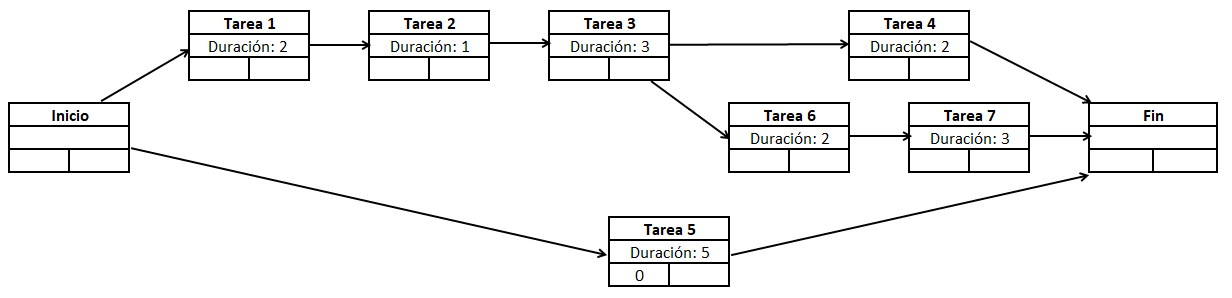 Tarea 1
Duración: 2
Tarea 2
Duración: 1
Tarea 3
Duración: 3
Tarea 4
Duración: 2
Inicio
Tarea 6
Duración: 2
Tarea 7
Duración: 3
Fin
Tarea 5
Duración: 5
0